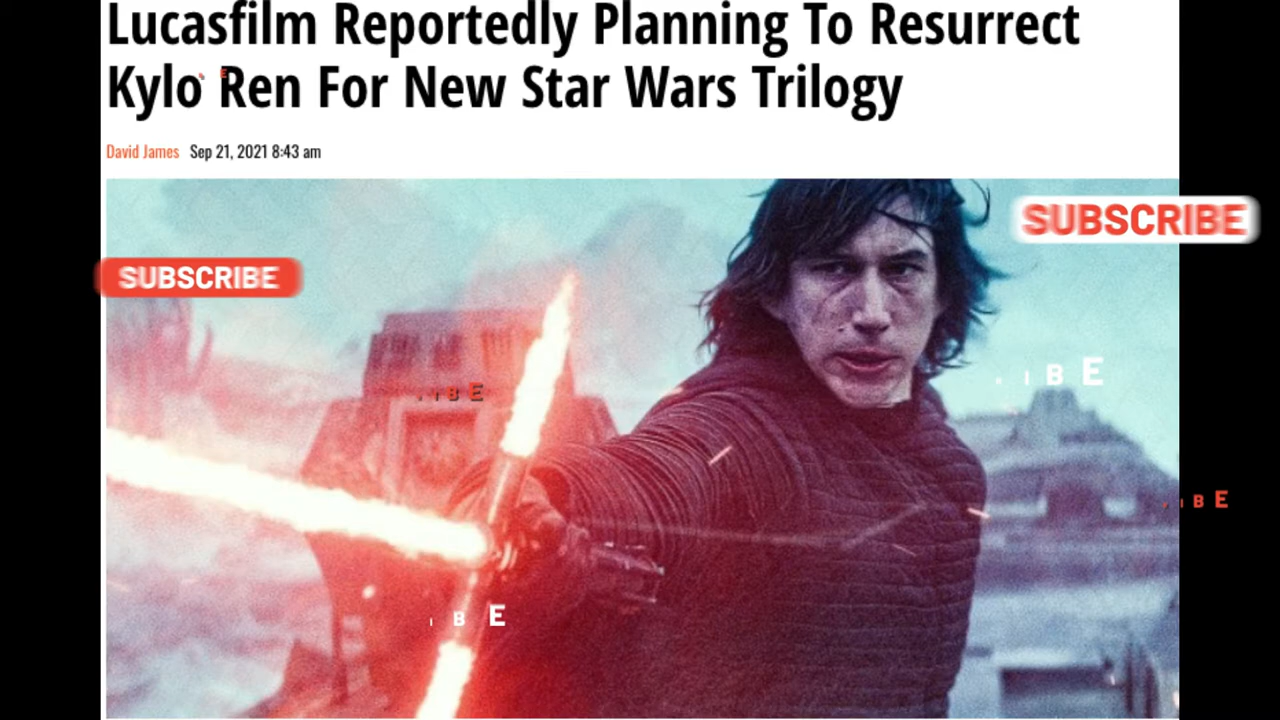 Lucasfilm Reportedly Planning To Resurrect
Kylo Ren For New Star Wars Trilogy
David James Sep 21, 2021 8:43 am
SUBSCRIBE
SUBSCRIBE
I B E
I B E
I B E
I B E